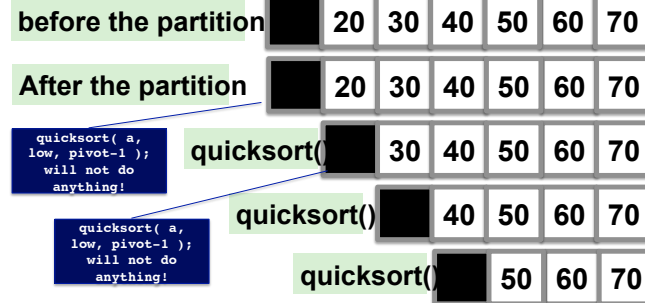 before the partition 20 30 40 50 60 70
After the partition 20 30 40 50 60 70
quicksort( a,
low, pivot-1 );
will not do
anything!
quicksort() 30 40 50 60 70
quicksort( a,
low, pivot-1 );
will not do
anything!
quicksort() 40 50 60 70
quicksort() 50 60 70